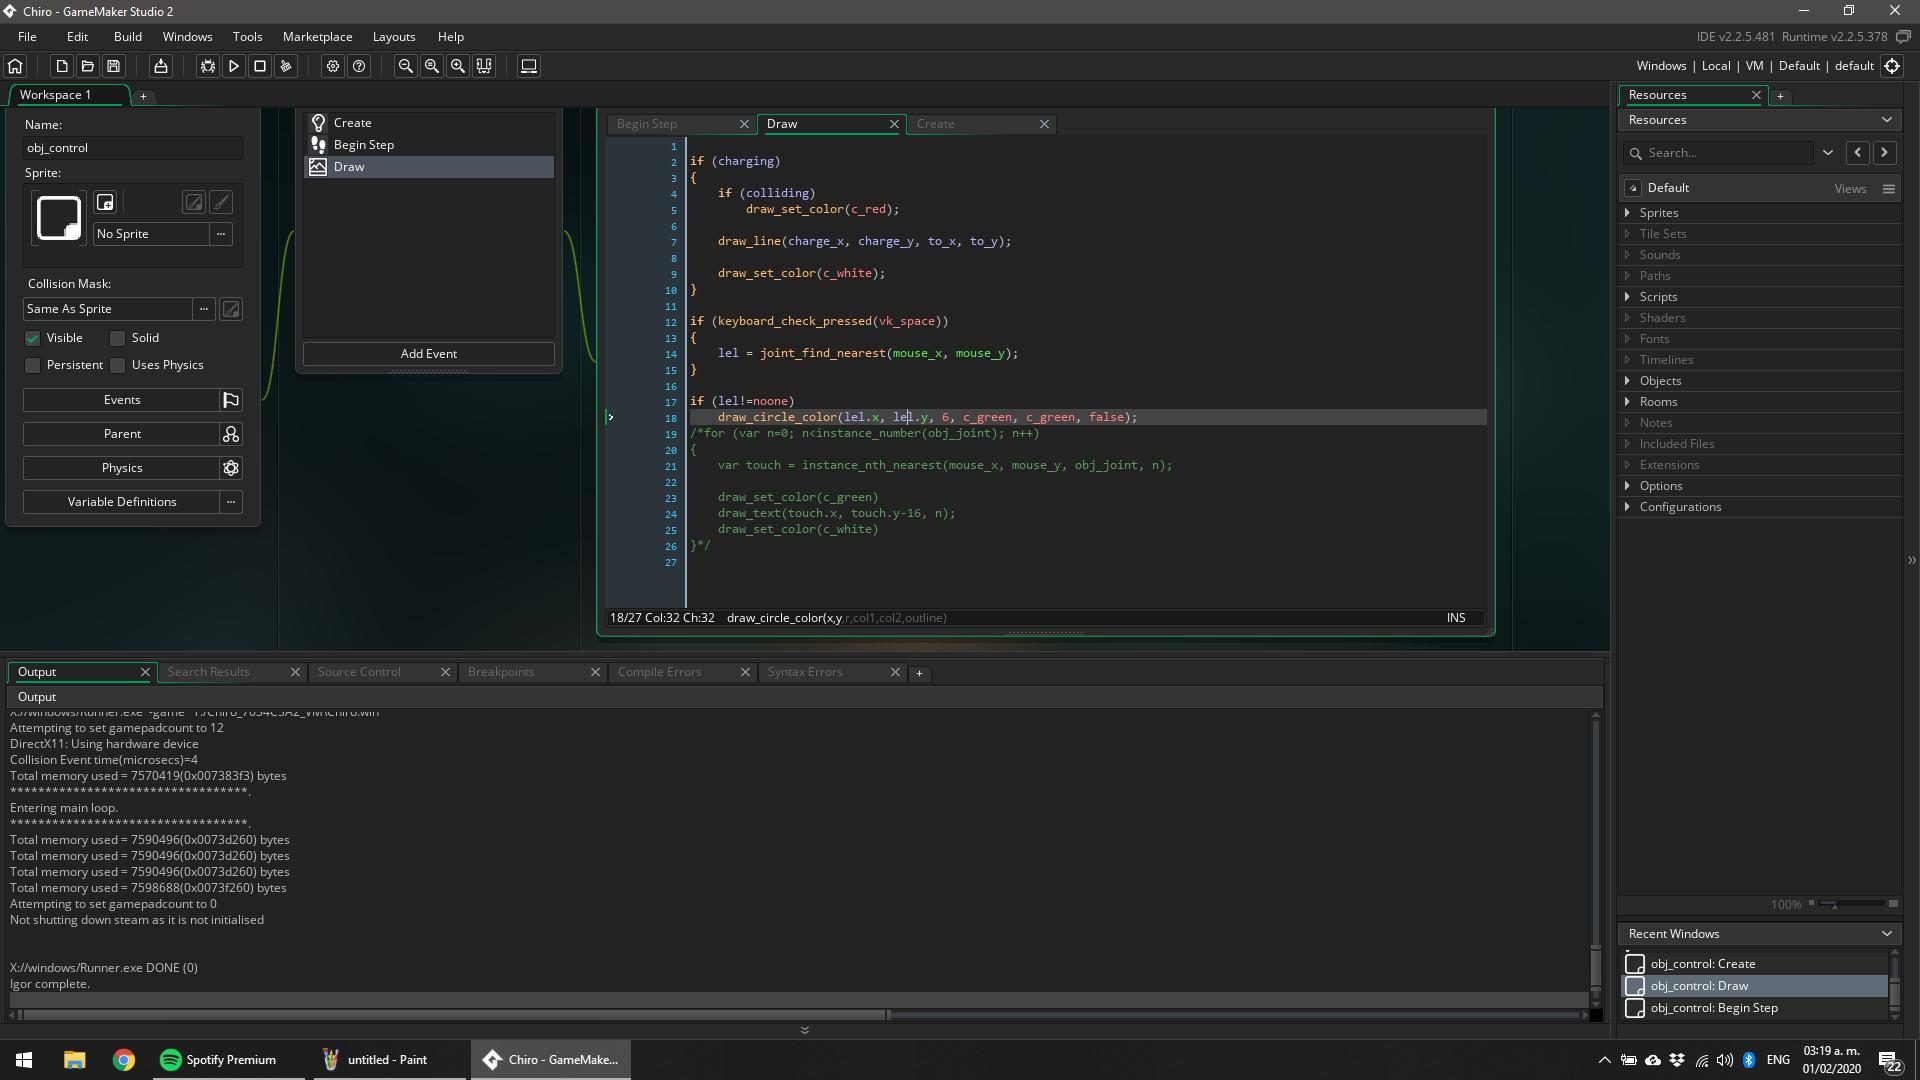 Chiro - GameMaker Studio 2
File Edit Build Windows Tools Marketplace Layouts Help
IDE v2.2.5.481 Runtime v2.2.5.378
Windows | Local | VM | Default | default
Workspace 1
Name:
obj_control
Sprite:
No Sprite
Collision Mask:
Same As Sprite
Visible
Solid
Persistent
Uses Physics
Events
Parent
Physics
Variable Definitions
Create
Begin Step
Draw
Add Event
Begin Step
Draw
Create
1
2 if (charging)
3 {
4 if (colliding)
5 draw_set_color(c_red);
6
7 draw_line(charge_x, charge_y, to_x, to_y);
8
9 draw_set_color(c_white);
10 }
11
12 if (keyboard_check_pressed(vk_space))
13 {
14 lel = joint_find_nearest(mouse_x, mouse_y);
15 }
16
17 if (lel!=noone)
18 draw_circle_color(lel.x, lel.y, 6, c_green, c_green, false);
19 /*for (var n=0; n<instance_number(obj_joint); n++)
20 {
21 var touch = instance_nth_nearest(mouse_x, mouse_y, obj_joint, n);
22
23 draw_set_color(c_green)
24 draw_text(touch.x, touch.y-16, n);
25 draw_set_color(c_white)
26 }*/
27
18/27 Col:32 Ch:32 draw_circle_color(x,y,r,col1,col2,outline) INS
Resources
Resources
Search...
Default Views
Sprites
Tile Sets
Sounds
Paths
Scripts
Shaders
Fonts
Timelines
Objects
Rooms
Notes
Included Files
Extensions
Options
Configurations
100%
Recent Windows
obj_control: Create
obj_control: Draw
obj_control: Begin Step
Output
Search Results
Source Control
Breakpoints
Compile Errors
Syntax Errors
Output
Attempting to set gamepadcount to 12
DirectX11: Using hardware device
Collision Event time(microsecs)=4
Total memory used = 7570419(0x007383f3) bytes
**********************************.
Entering main loop.
**********************************.
Total memory used = 7590496(0x0073d260) bytes
Total memory used = 7590496(0x0073d260) bytes
Total memory used = 7590496(0x0073d260) bytes
Total memory used = 7598688(0x0073f260) bytes
Attempting to set gamepadcount to 0
Not shutting down steam as it is not initialised
X://windows/Runner.exe DONE (0)
Igor complete.
Spotify Premium
untitled - Paint
Chiro - GameMake...
ENG
03:19 a. m.
01/02/2020
22